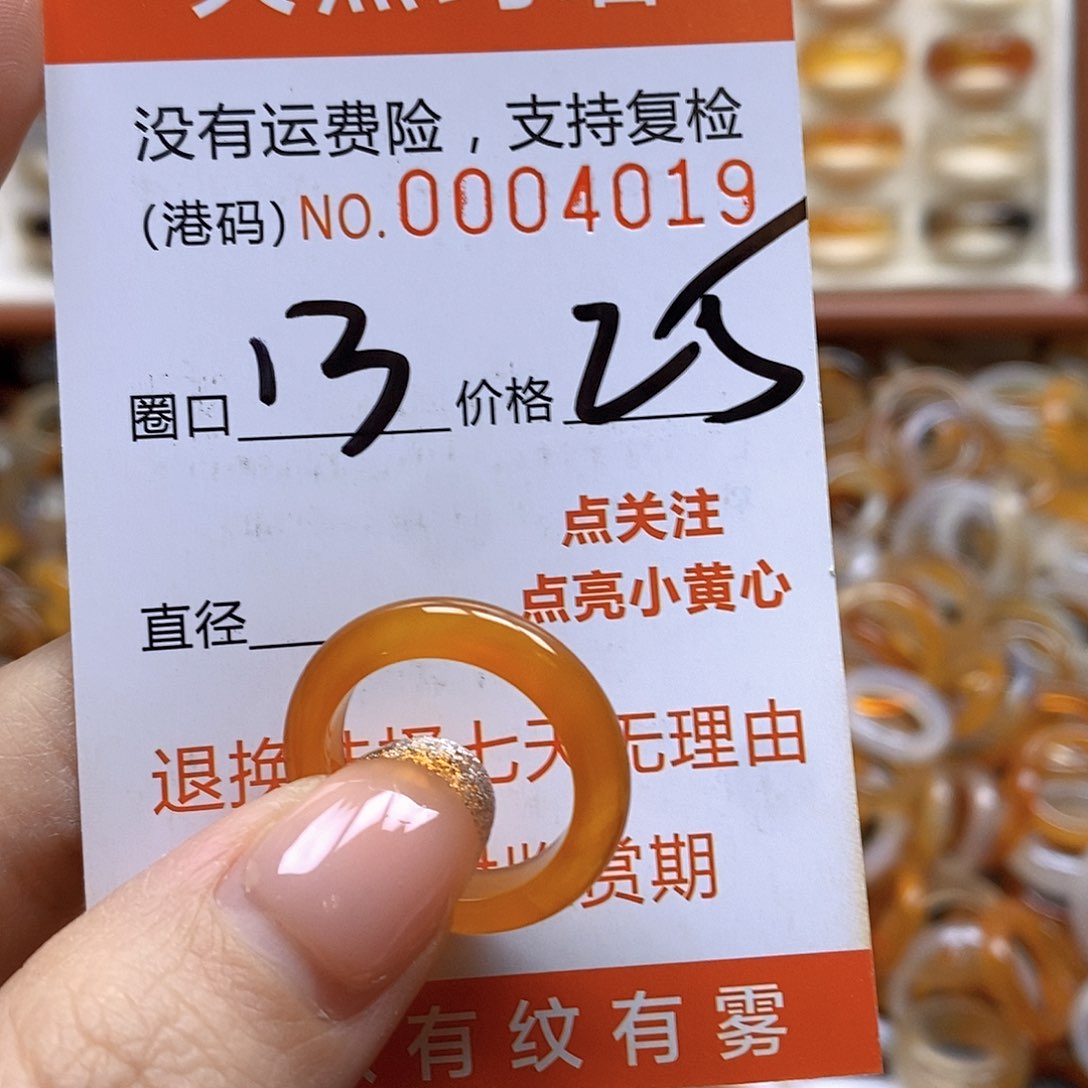 没有运费险，支持复检
(港码) NO. 0004019
圈口 13 价格 25
点关注
点亮小黄心
直径
退换 七天无理由
赏期
有纹有雾